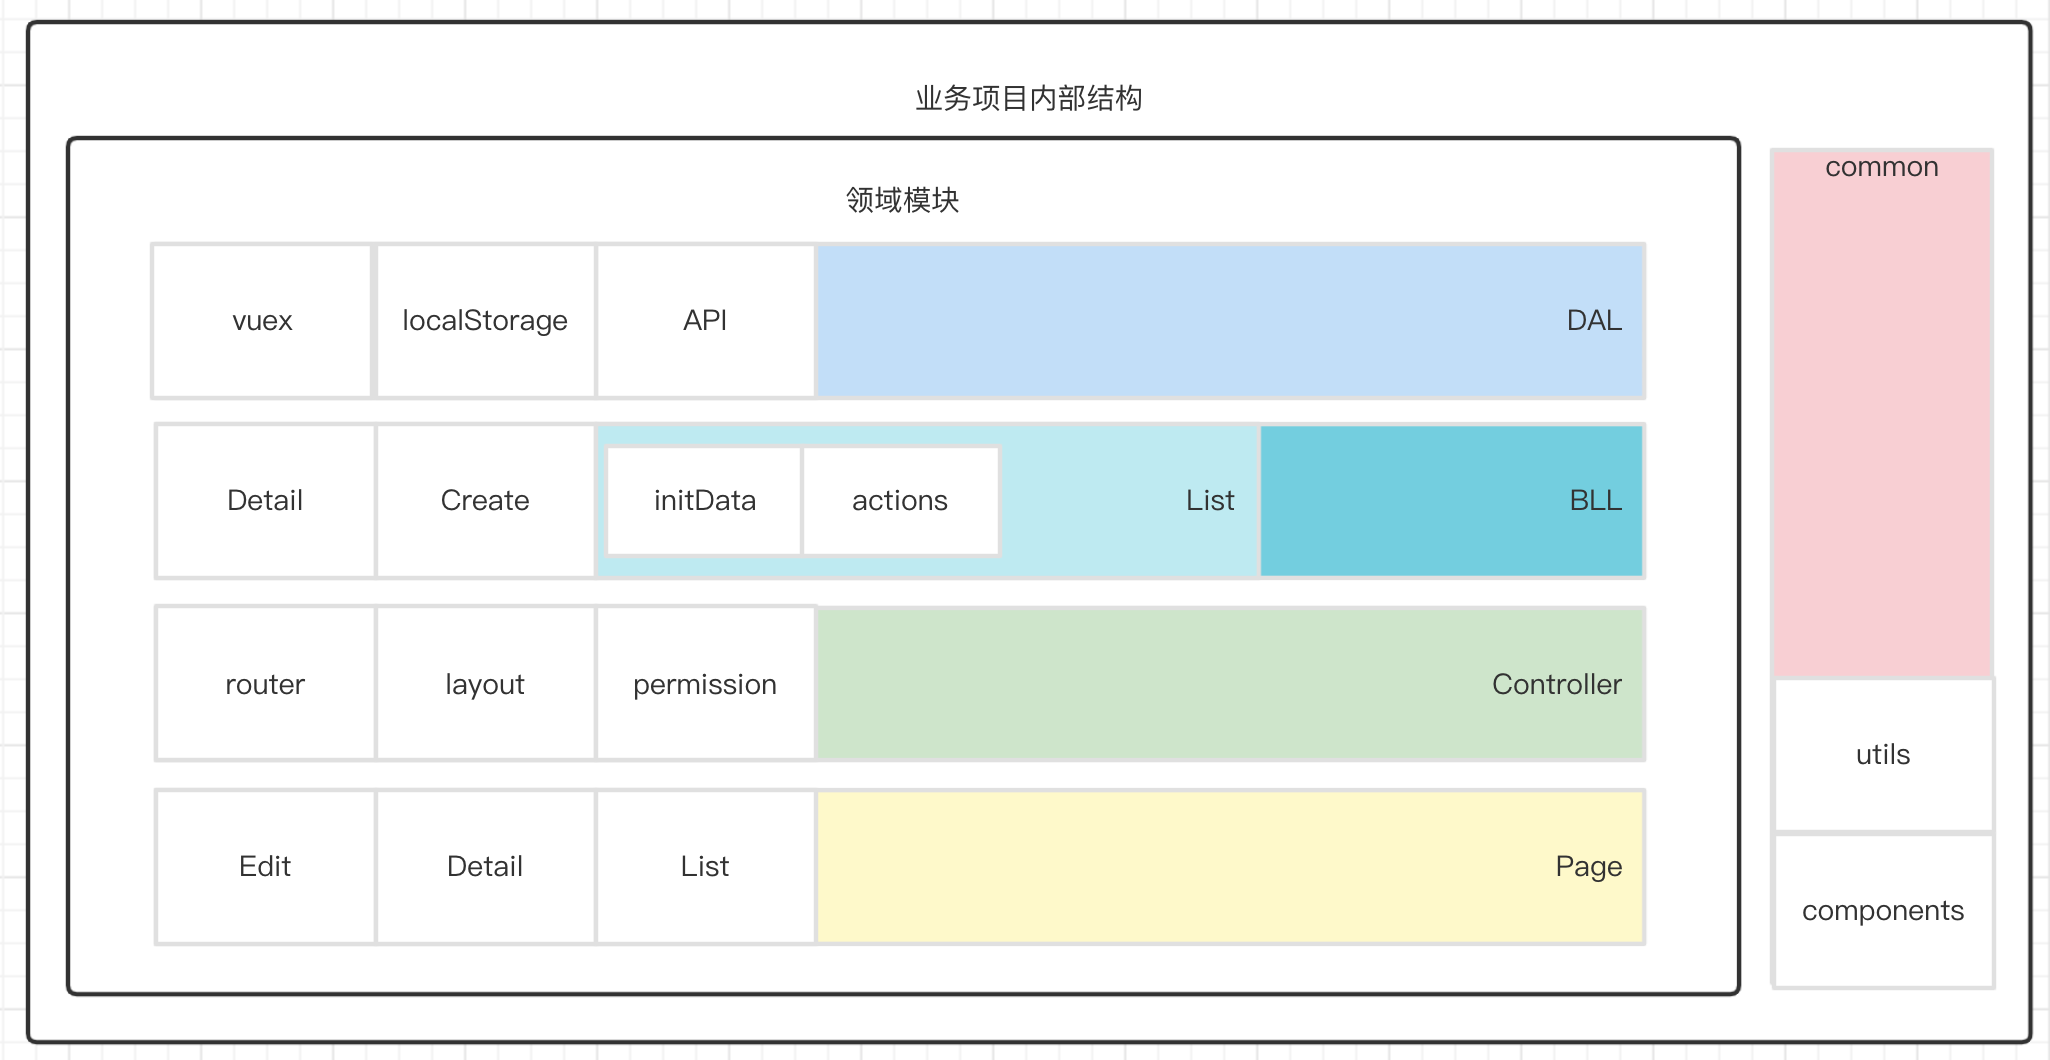 业务项目内部结构
领域模块
vuex
localStorage
API
DAL
Detail
Create
initData
actions
List
BLL
router
layout
permission
Controller
Edit
Detail
List
Page
common
utils
components